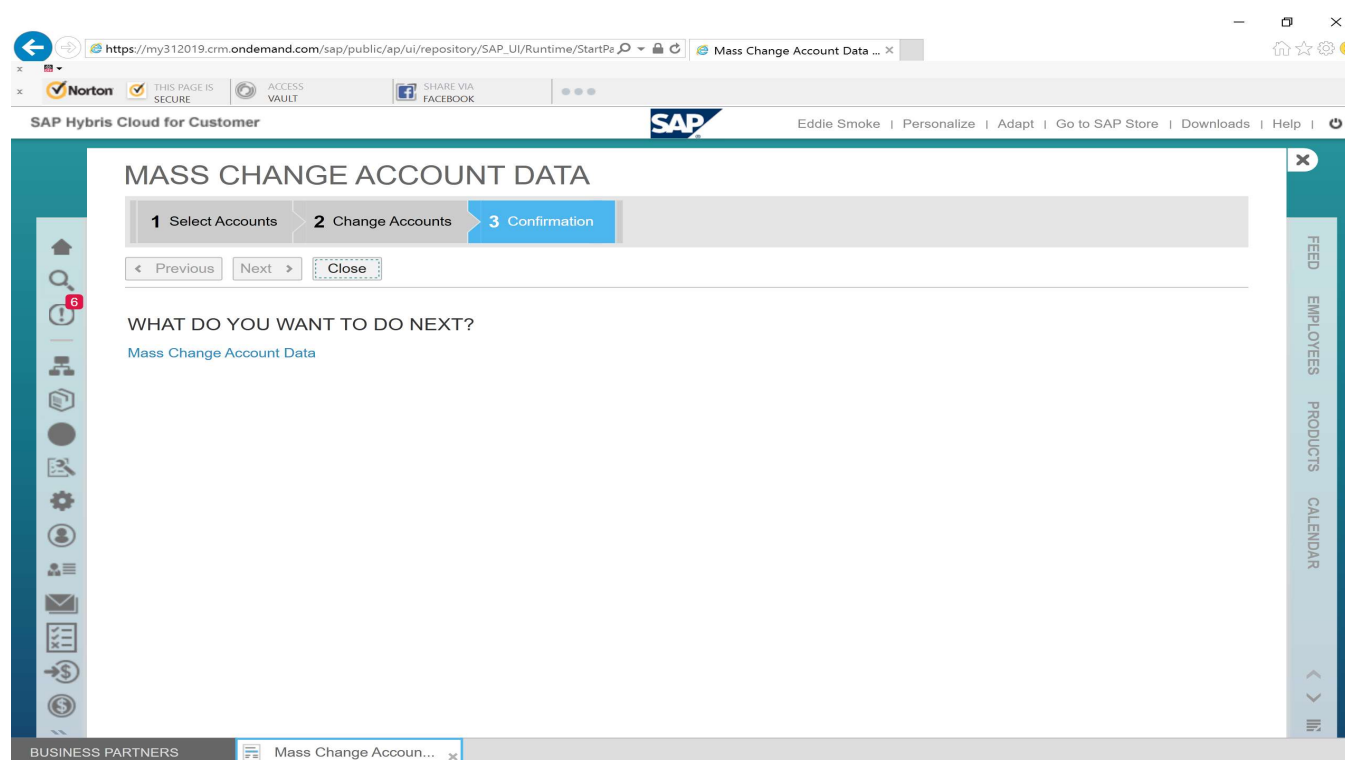 https://my312019.crm.ondemand.com/sap/public/ap/ui/repository/SAP_UI/Runtime/StartPa
Mass Change Account Data ...
Norton
THIS PAGE IS SECURE
ACCESS VAULT
SHARE VIA FACEBOOK
SAP Hybris Cloud for Customer
SAP
Eddie Smoke | Personalize | Adapt | Go to SAP Store | Downloads | Help |
MASS CHANGE ACCOUNT DATA
1 Select Accounts 2 Change Accounts 3 Confirmation
Previous Next Close
6
WHAT DO YOU WANT TO DO NEXT?
Mass Change Account Data
FEED
EMPLOYEES
PRODUCTS
CALENDAR
BUSINESS PARTNERS
Mass Change Accoun...